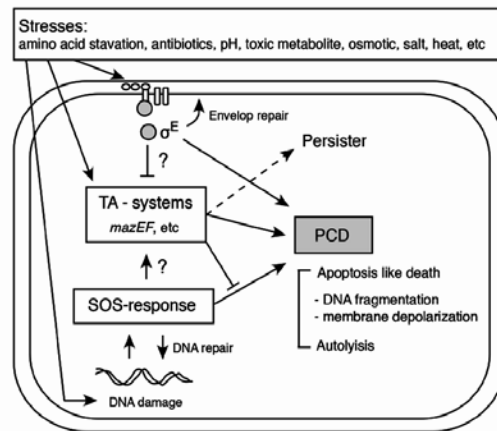 Stresses:
amino acid stavation, antibiotics, pH, toxic metabolite, osmotic, salt, heat, etc
Envelop repair
σE
?
Persister
TA - systems
mazEF, etc
PCD
?
Apoptosis like death
- DNA fragmentation
- membrane depolarization
SOS-response
Autolyisis
DNA repair
DNA damage